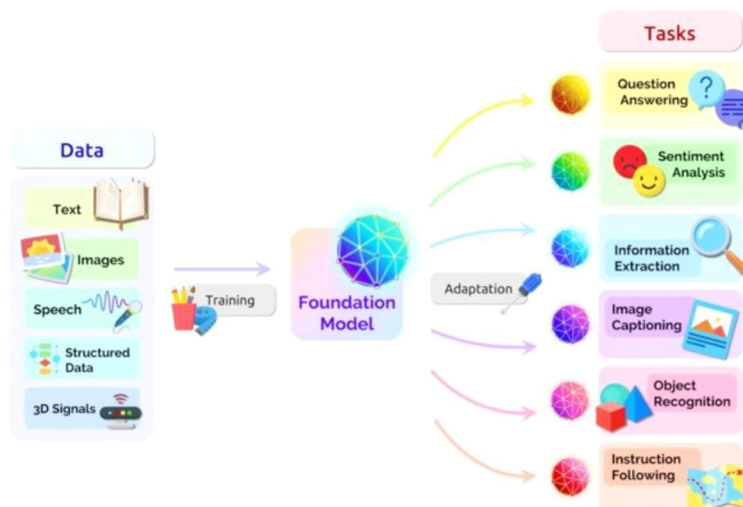 Data
Text
Images
Speech
Structured
Data
3D Signals
Training
Foundation
Model
Adaptation
Tasks
Question
Answering
Sentiment
Analysis
Information
Extraction
Image
Captioning
Object
Recognition
Instruction
Following